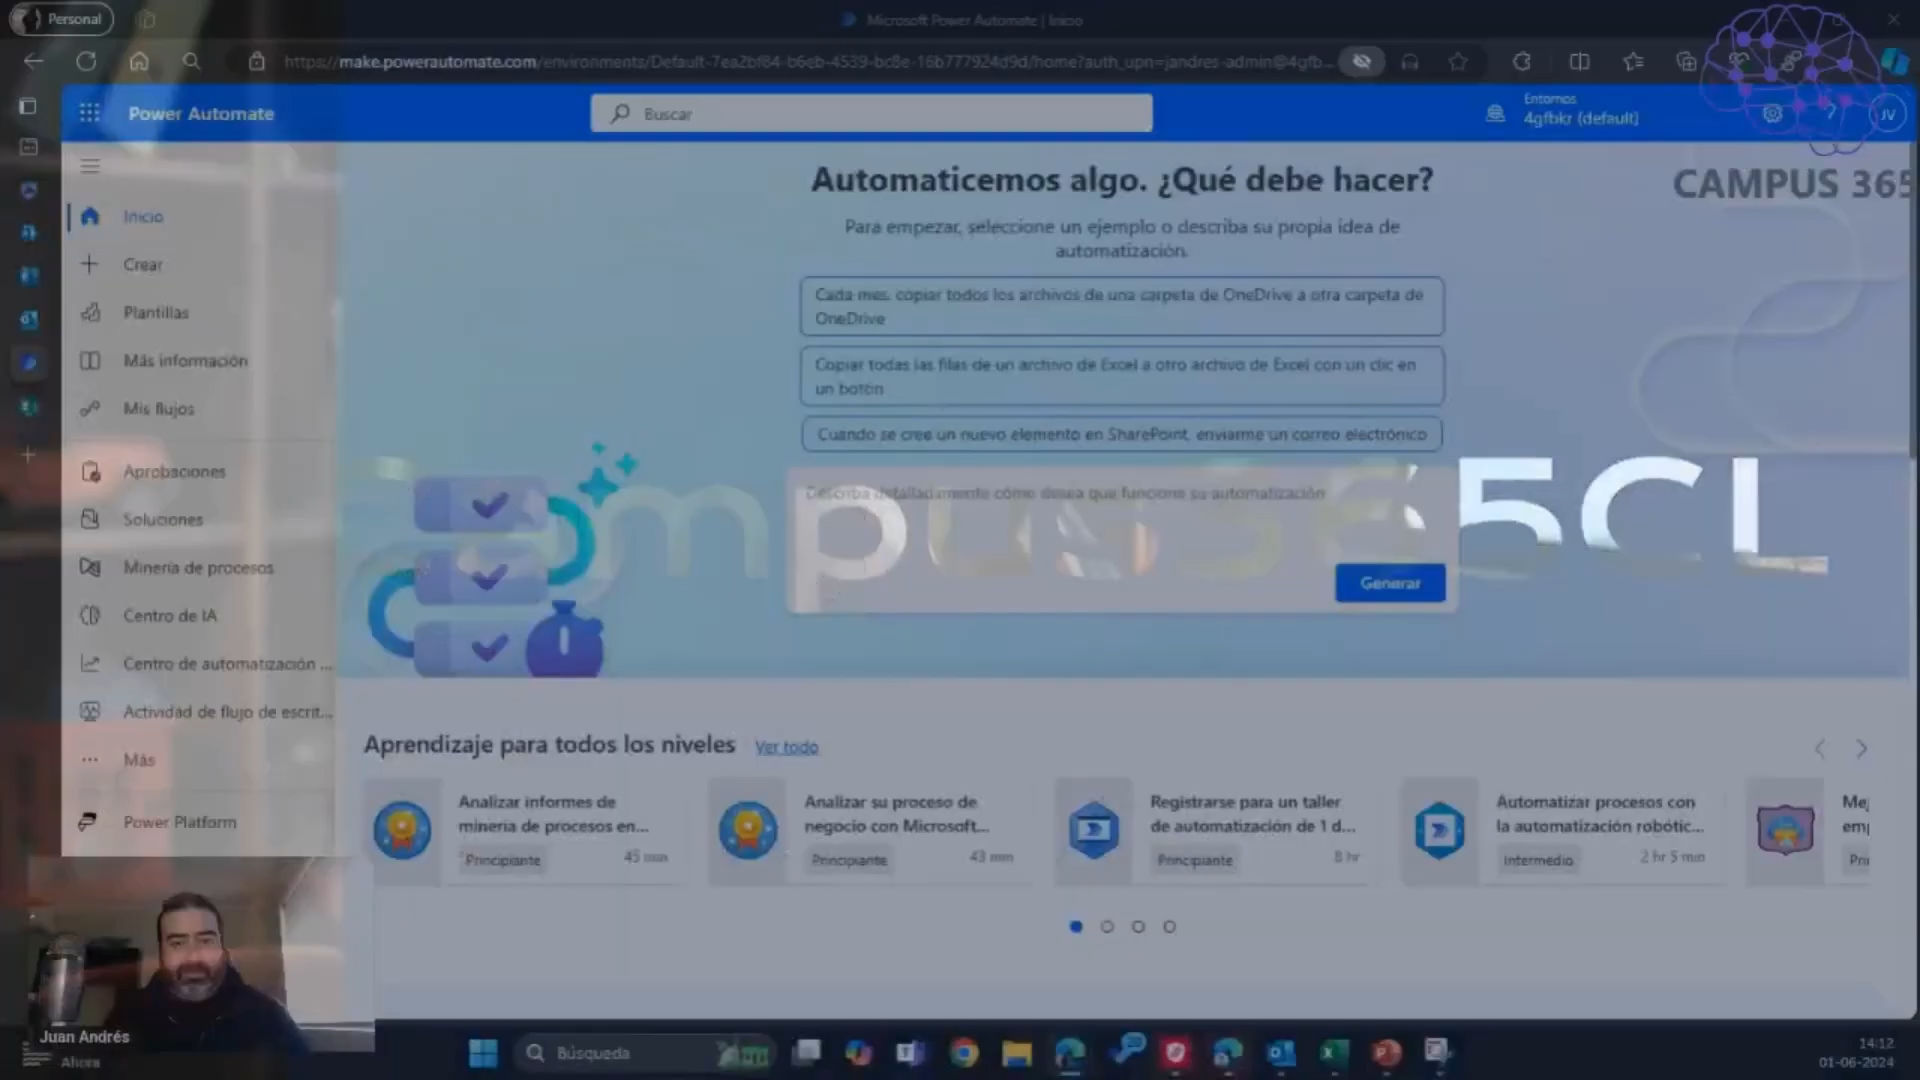 Personal
Microsoft Power Automate | Inicio
https://make.powerautomate.com/environments/Default-7ea2bf84-b6eb-4539-bc8e-16b777924d9d/home?auth_upn=jandres-admin@4gfb...
Power Automate
Buscar
Entornos
4gfbkr (default)
JV
CAMPUS 365
Inicio
Crear
Plantillas
Más información
Mis flujos
Aprobaciones
Soluciones
Minería de procesos
Centro de IA
Centro de automatización ...
Actividad de flujo de escrit...
Más
Power Platform
Automaticemos algo. ¿Qué debe hacer?
Para empezar, seleccione un ejemplo o describa su propia idea de
automatización.
Cada mes, copiar todos los archivos de una carpeta de OneDrive a otra carpeta de
OneDrive
Copiar todas las filas de un archivo de Excel a otro archivo de Excel con un clic en
un botón
Cuando se cree un nuevo elemento en SharePoint, enviarme un correo electrónico
Describa detalladamente cómo desea que funcione su automatización
Generar
ompus365CL
Aprendizaje para todos los niveles
Ver todo
Analizar informes de
minería de procesos en...
Principiante
45 min
Analizar su proceso de
negocio con Microsoft...
Principiante
43 min
Registrarse para un taller
de automatización de 1 d...
Principiante
8 hr
Automatizar procesos con
la automatización robótic...
Intermedio
2 hr 5 min
Juan Andrés
Ahora
Búsqueda
14:12
01-06-2024